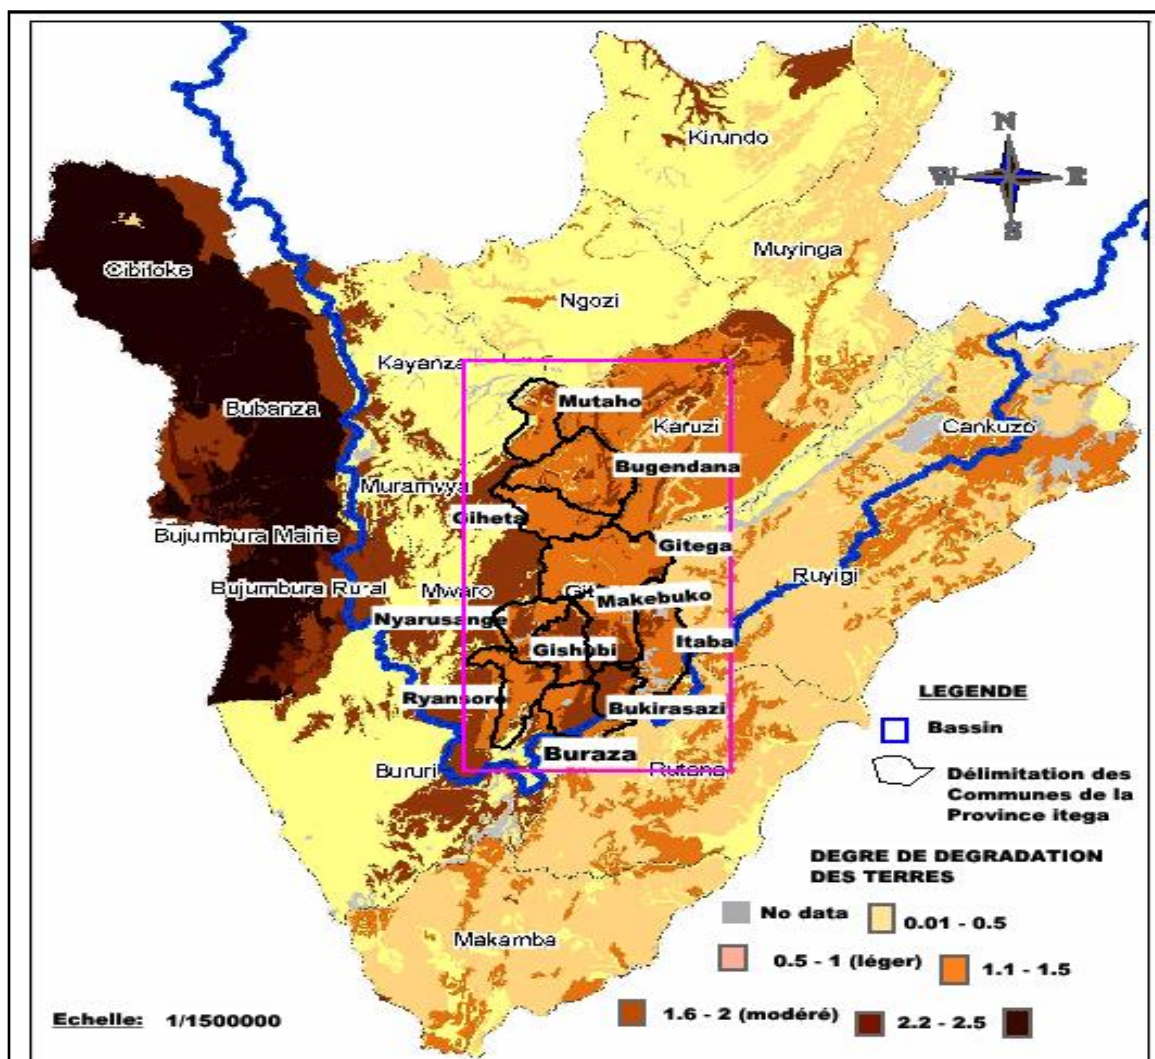 Kirundo
N
W E
S
Muyinga
Cibitoke
Ngozi
Kayanza
Mutaho
Bubanza
Karuzi
Cankuzo
Bugendana
Muramvya
Giheta
Bujumbura Mairie
Gitega
Ruyigi
Bujumbura Rural
Mwaro
Git
Makebuko
Nyarusange
Itaba
Gishubi
LEGENDE
Ryansoro
Bukirasazi
Bassin
Buraza
Bururi
Rutana
Délimitation des
Communes de la
Province itega
DEGRE DE DEGRADATION
DES TERRES
No data 0.01 - 0.5
Makamba
0.5 - 1 (léger) 1.1 - 1.5
Echelle: 1/1500000
1.6 - 2 (modéré) 2.2 - 2.5